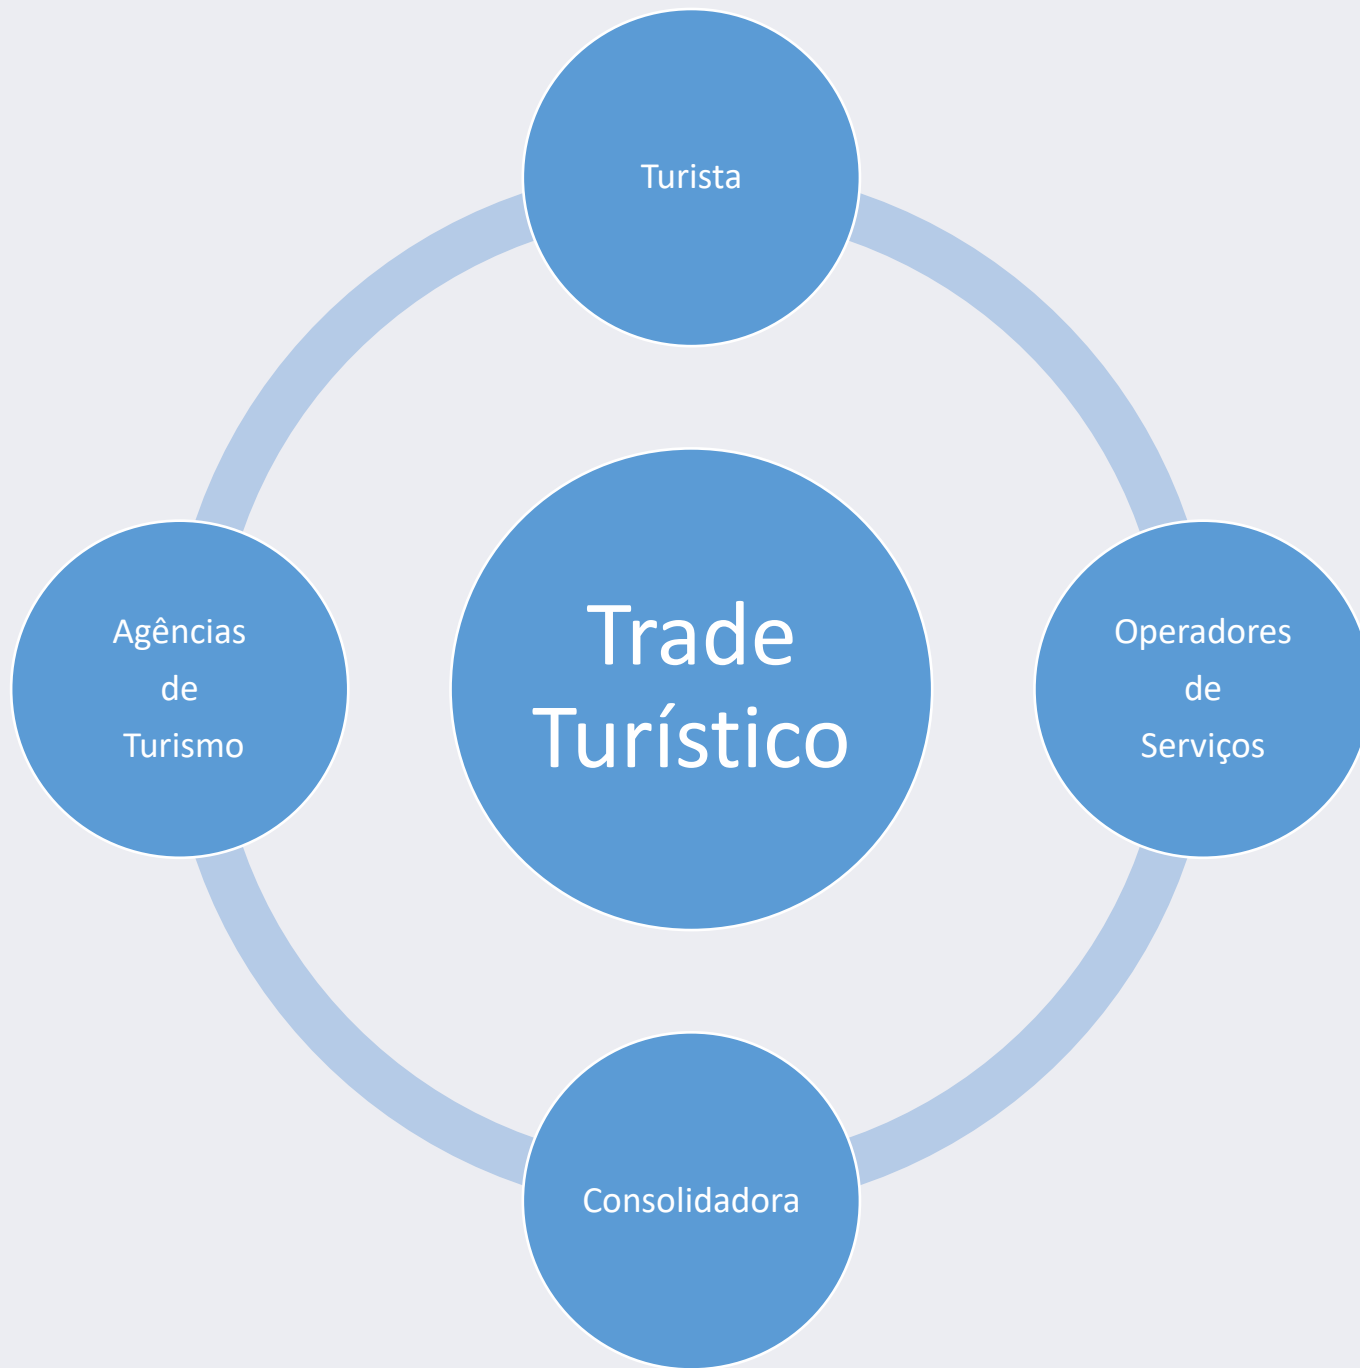 Turista
Agências
de
Turismo
Trade
Turístico
Operadores
de
Serviços
Consolidadora